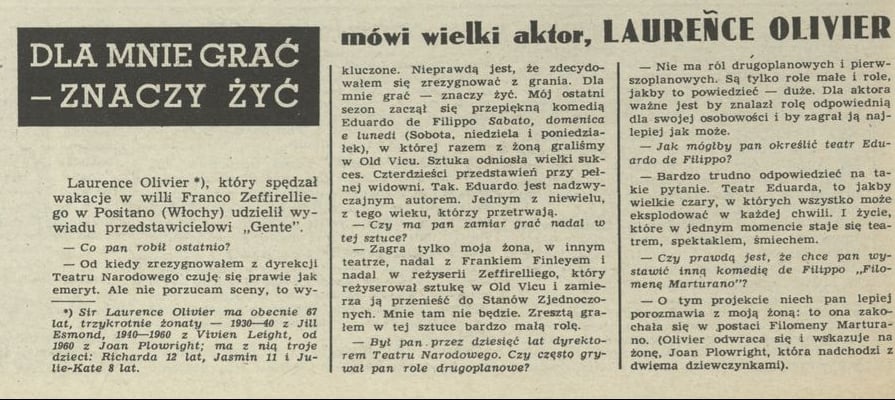 DLA MNIE GRAĆ
– ZNACZY ŻYĆ
mówi wielki aktor, LAURENCE OLIVIER
Laurence Olivier *), który spędzał
wakacje w willi Franco Zeffirellie-
go w Positano (Włochy) udzielił wy-
wiadu przedstawicielowi „Gente”.
— Co pan robił ostatnio?
— Od kiedy zrezygnowałem z dyrekcji
Teatru Narodowego czuję się prawie jak
emeryt. Ale nie porzucam sceny, to wy-
*) Sir Laurence Olivier ma obecnie 67
lat, trzykrotnie żonaty — 1930—40 z Jill
Esmond, 1940—1960 z Vivien Leight, od
1960 z Joan Plowright; ma z nią troje
dzieci: Richarda 12 lat, Jasmin 11 i Ju-
lie-Kate 8 lat.
kluczone. Nieprawdą jest, że zdecydo-
wałem się zrezygnować z grania. Dla
mnie grać — znaczy żyć. Mój ostatni
sezon zaczął się przepiękną komedią
Eduardo de Filippo Sabato, domenica
e lunedi (Sobota, niedziela i poniedzia-
łek), w której razem z żoną graliśmy
w Old Vicu. Sztuka odniosła wielki suk-
ces. Czterdzieści przedstawień przy peł-
nej widowni. Tak. Eduardo jest nadzwy-
czajnym autorem. Jednym z niewielu,
z tego wieku, którzy przetrwają.
— Czy ma pan zamiar grać nadal w
tej sztuce?
— Zagra tylko moja żona, w innym
teatrze, nadal z Frankiem Finleyem i
nadal w reżyserii Zeffirelliego, który
reżyserował sztukę w Old Vicu i zamie-
rza ją przenieść do Stanów Zjednoczo-
nych. Mnie tam nie będzie. Zresztą gra-
łem w tej sztuce bardzo małą rolę.
— Był pan przez dziesięć lat dyrekto-
rem Teatru Narodowego. Czy często gry-
wał pan role drugoplanowe?
— Nie ma ról drugoplanowych i pierw-
szoplanowych. Są tylko role małe i role,
jakby to powiedzieć — duże. Dla aktora
ważne jest by znalazł rolę odpowiednią
dla swojej osobowości i by zagrał ją naj-
lepiej jak może.
— Jak mógłby pan określić teatr Edu-
ardo de Filippo?
— Bardzo trudno odpowiedzieć na ta-
kie pytanie. Teatr Eduarda, to jakby
wielkie czary, w których wszystko może
eksplodować w każdej chwili. I życie,
które w jednym momencie staje się tea-
trem, spektaklem, śmiechem.
— Czy prawdą jest, że chce pan wy-
stawić inną komedię de Filippo „Filo-
menę Marturano”?
— O tym projekcie niech pan lepiej
porozmawia z moją żoną: to ona zako-
chała się w postaci Filomeny Martura-
no. (Olivier odwraca się i wskazuje na
żonę, Joan Plowright, która nadchodzi z
dwiema dziewczynkami).